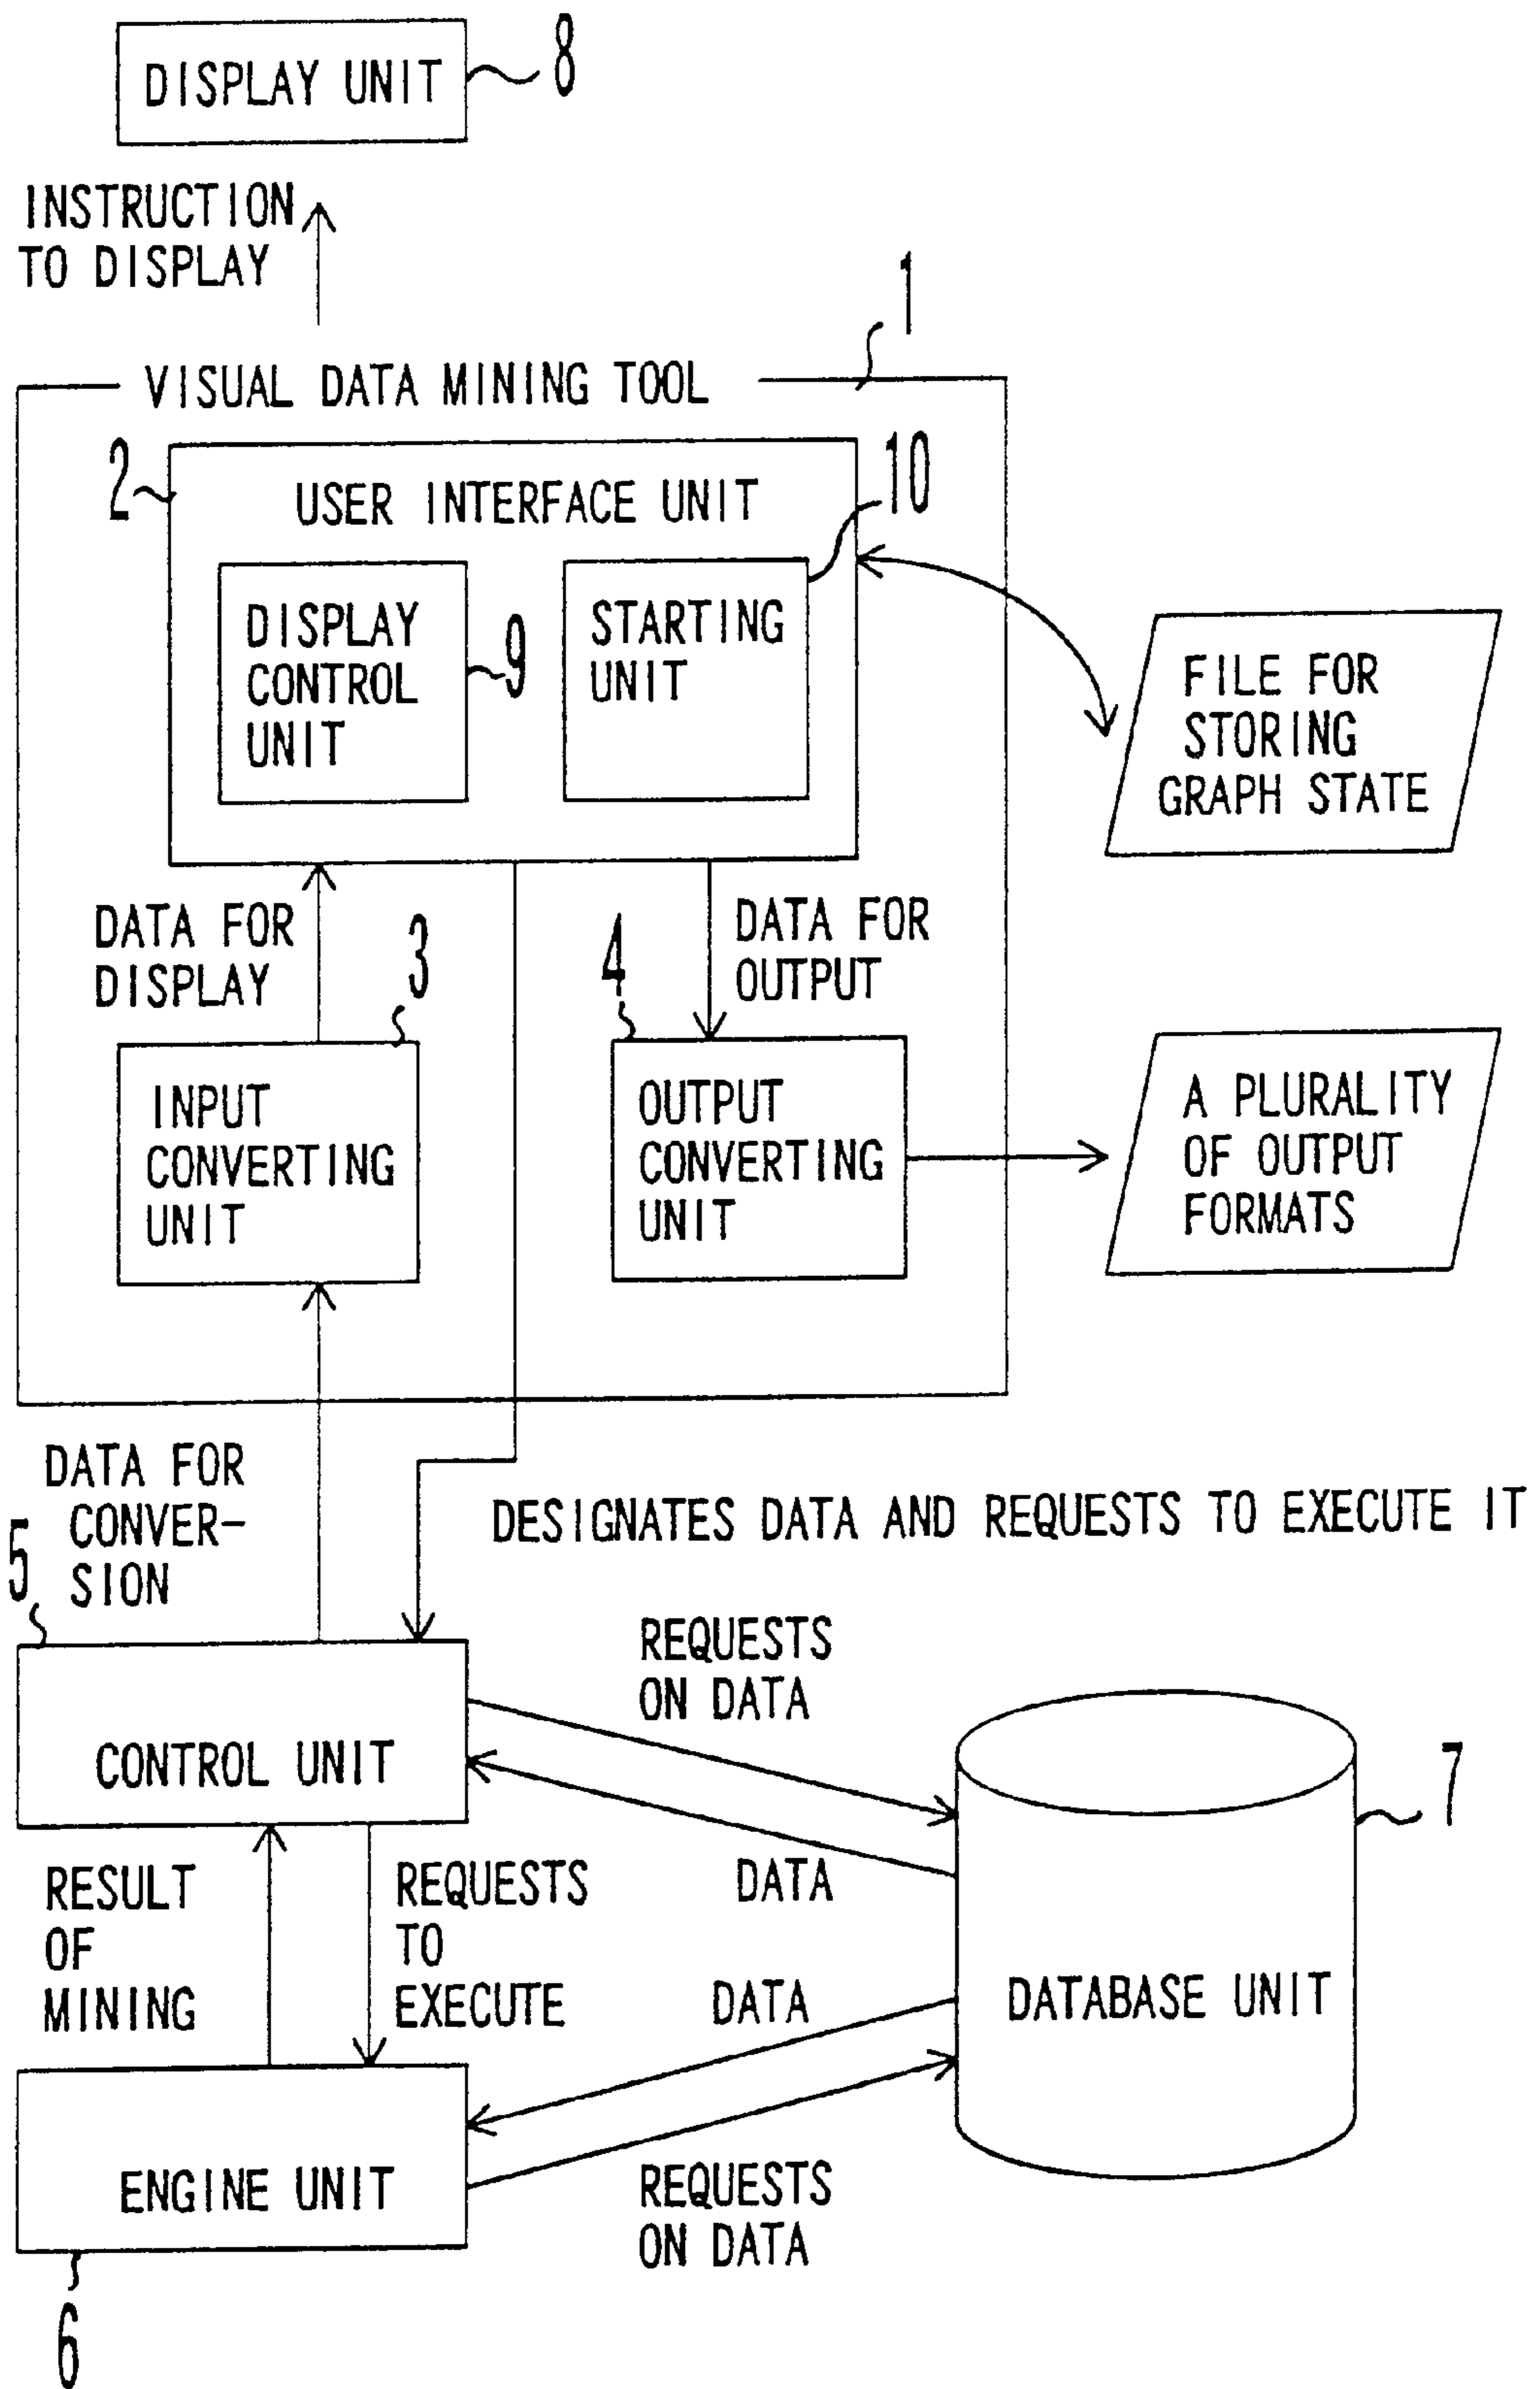 DISPLAY UNIT
8
INSTRUCTION
TO DISPLAY
1
VISUAL DATA MINING TOOL
2
USER INTERFACE UNIT
10
DISPLAY
CONTROL
UNIT
9
STARTING
UNIT
FILE FOR
STORING
GRAPH STATE
DATA FOR
DISPLAY
3
4
DATA FOR
OUTPUT
INPUT
CONVERTING
UNIT
OUTPUT
CONVERTING
UNIT
A PLURALITY
OF OUTPUT
FORMATS
DATA FOR
CONVER-
SION
5
DESIGNATES DATA AND REQUESTS TO EXECUTE IT
REQUESTS
ON DATA
CONTROL UNIT
7
RESULT
OF
MINING
REQUESTS
TO
EXECUTE
DATA
DATA
DATABASE UNIT
ENGINE UNIT
REQUESTS
ON DATA
6